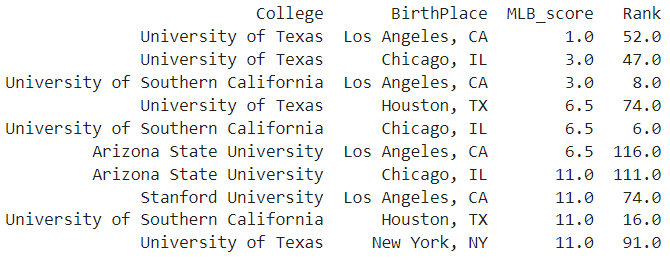 College BirthPlace MLB_score Rank
University of Texas Los Angeles, CA 1.0 52.0
University of Texas Chicago, IL 3.0 47.0
University of Southern California Los Angeles, CA 3.0 8.0
University of Texas Houston, TX 6.5 74.0
University of Southern California Chicago, IL 6.5 6.0
Arizona State University Los Angeles, CA 6.5 116.0
Arizona State University Chicago, IL 11.0 111.0
Stanford University Los Angeles, CA 11.0 74.0
University of Southern California Houston, TX 11.0 16.0
University of Texas New York, NY 11.0 91.0